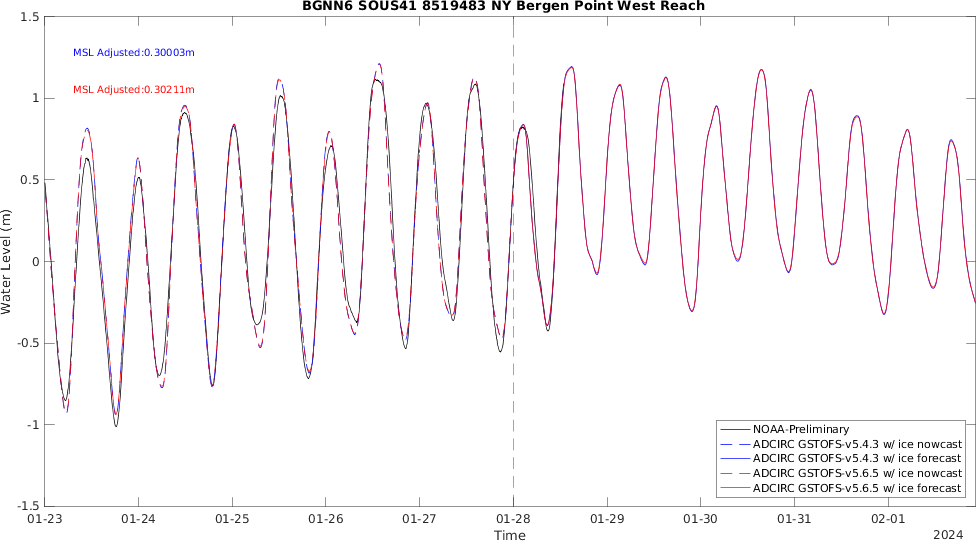 BGNN6 SOUS41 8519483 NY Bergen Point West Reach
1.5
MSL Adjusted:0.30003m
MSL Adjusted:0.30211m
1
0.5
0
-0.5
-1
-1.5
Water Level (m)
NOAA-Preliminary
ADCIRC GSTOFS-v5.4.3 w/ ice nowcast
ADCIRC GSTOFS-v5.4.3 w/ ice forecast
ADCIRC GSTOFS-v5.6.5 w/ ice nowcast
ADCIRC GSTOFS-v5.6.5 w/ ice forecast
01-23 01-24 01-25 01-26 01-27 01-28 01-29 01-30 01-31 02-01
Time
2024